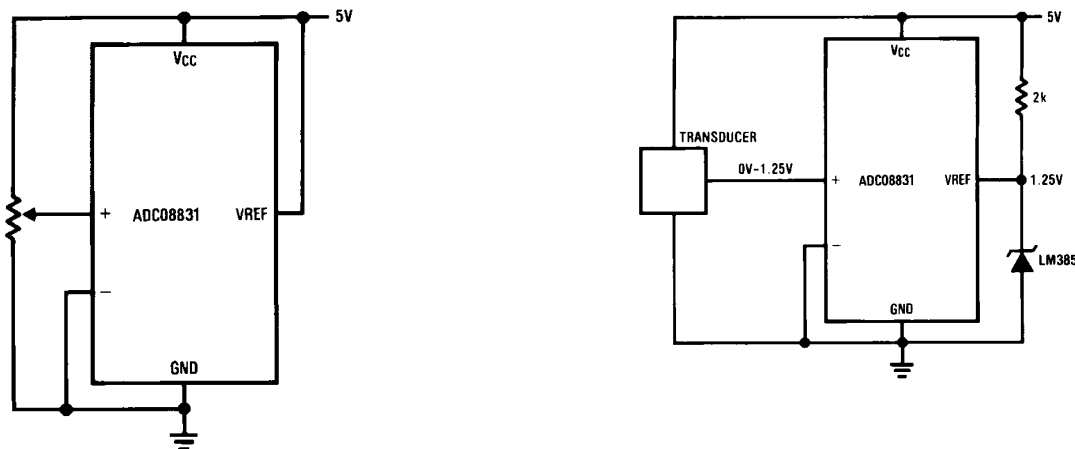 5V
VCC
+
ADC08831
VREF
−
GND
5V
VCC
2k
TRANSDUCER
0V–1.25V
+
ADC08831
VREF
1.25V
−
LM385
GND